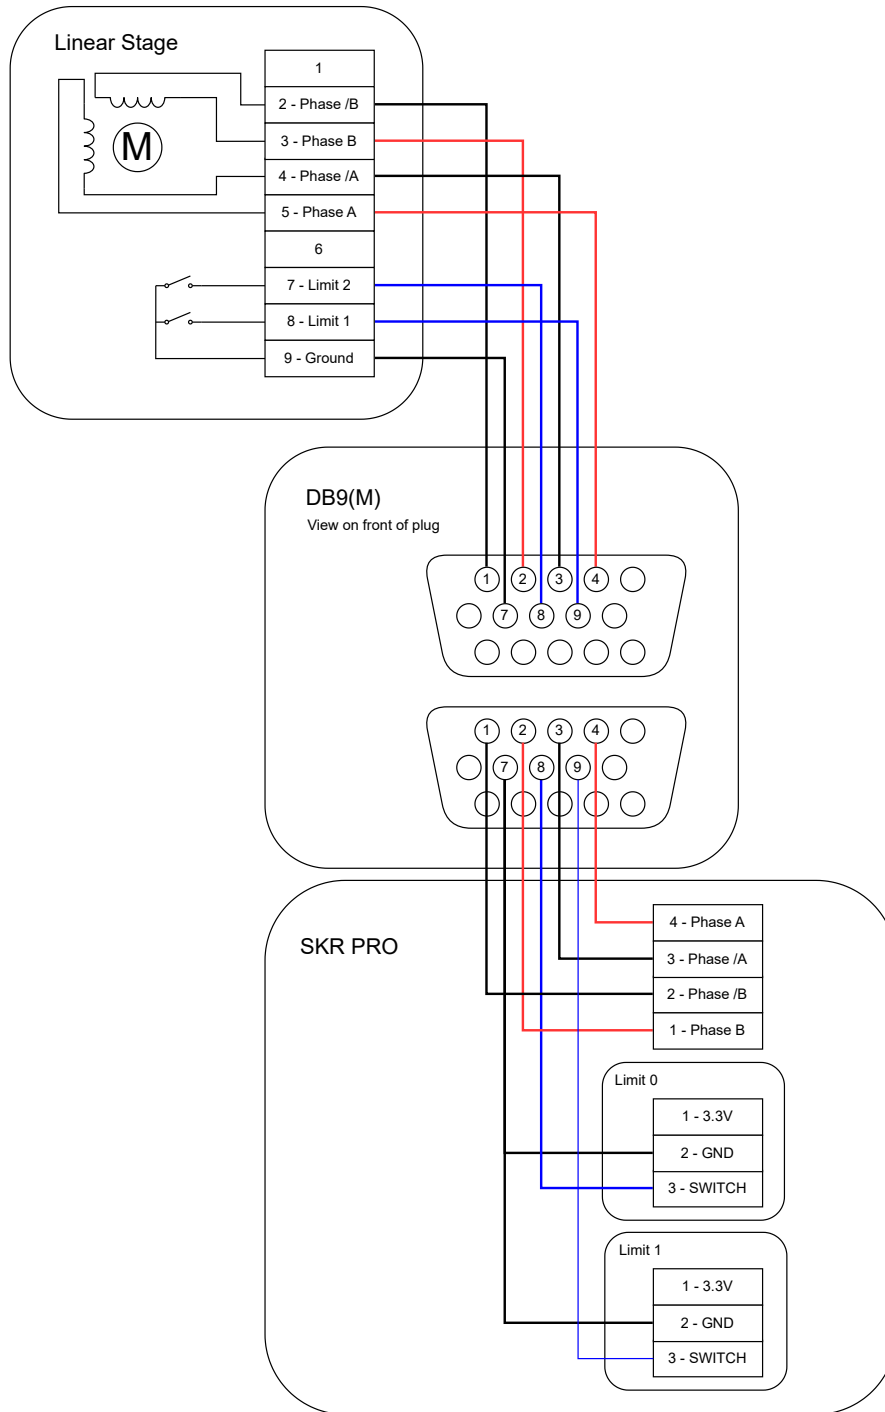 Linear Stage
1
2 - Phase /B
3 - Phase B
4 - Phase /A
5 - Phase A
6
7 - Limit 2
8 - Limit 1
9 - Ground
M
DB9(M)
View on front of plug
1 2 3 4
7 8 9
1 2 3 4
7 8 9
SKR PRO
4 - Phase A
3 - Phase /A
2 - Phase /B
1 - Phase B
Limit 0
1 - 3.3V
2 - GND
3 - SWITCH
Limit 1
1 - 3.3V
2 - GND
3 - SWITCH